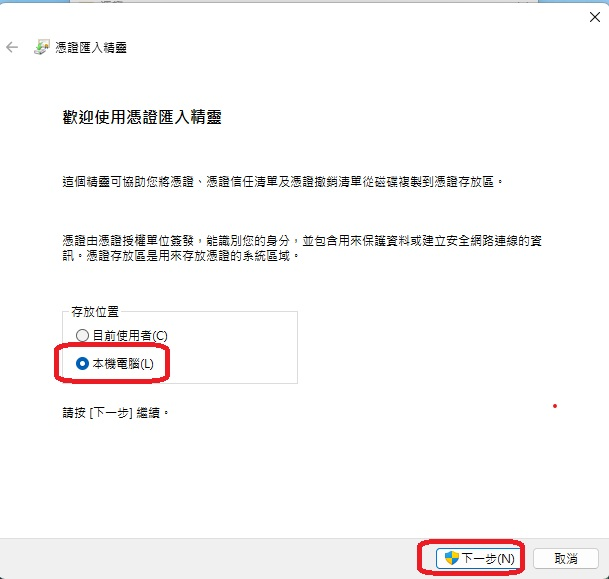 憑證匯入精靈
歡迎使用憑證匯入精靈
這個精靈可協助您將憑證、憑證信任清單及憑證撤銷清單從磁碟複製到憑證存放區。
憑證由憑證授權單位簽發，能識別您的身分，並包含用來保護資料或建立安全網路連線的資
訊。憑證存放區是用來存放憑證的系統區域。
存放位置
目前使用者(C)
本機電腦(L)
請按 [下一步] 繼續。
下一步(N)
取消